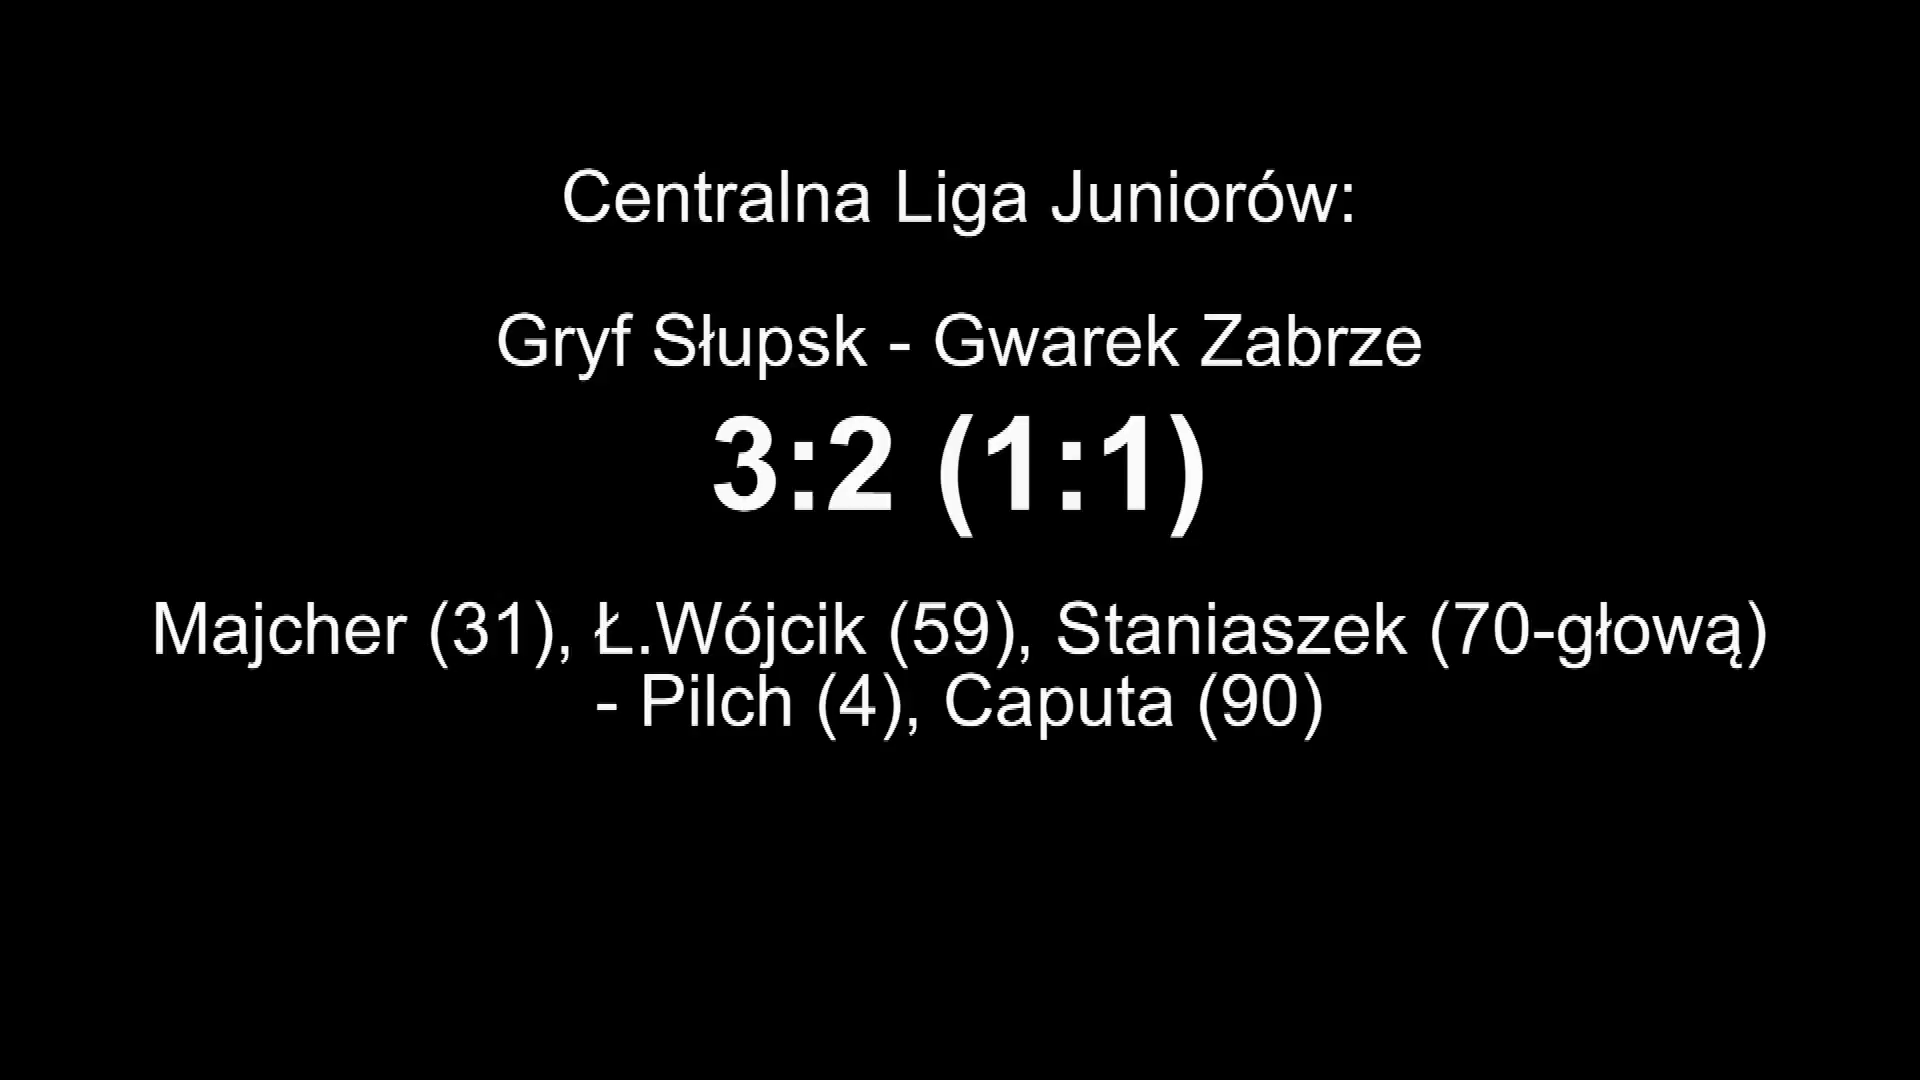 Centralna Liga Juniorów:
Gryf Słupsk - Gwarek Zabrze
3:2 (1:1)
Majcher (31), Ł.Wójcik (59), Staniaszek (70-głową)
- Pilch (4), Caputa (90)